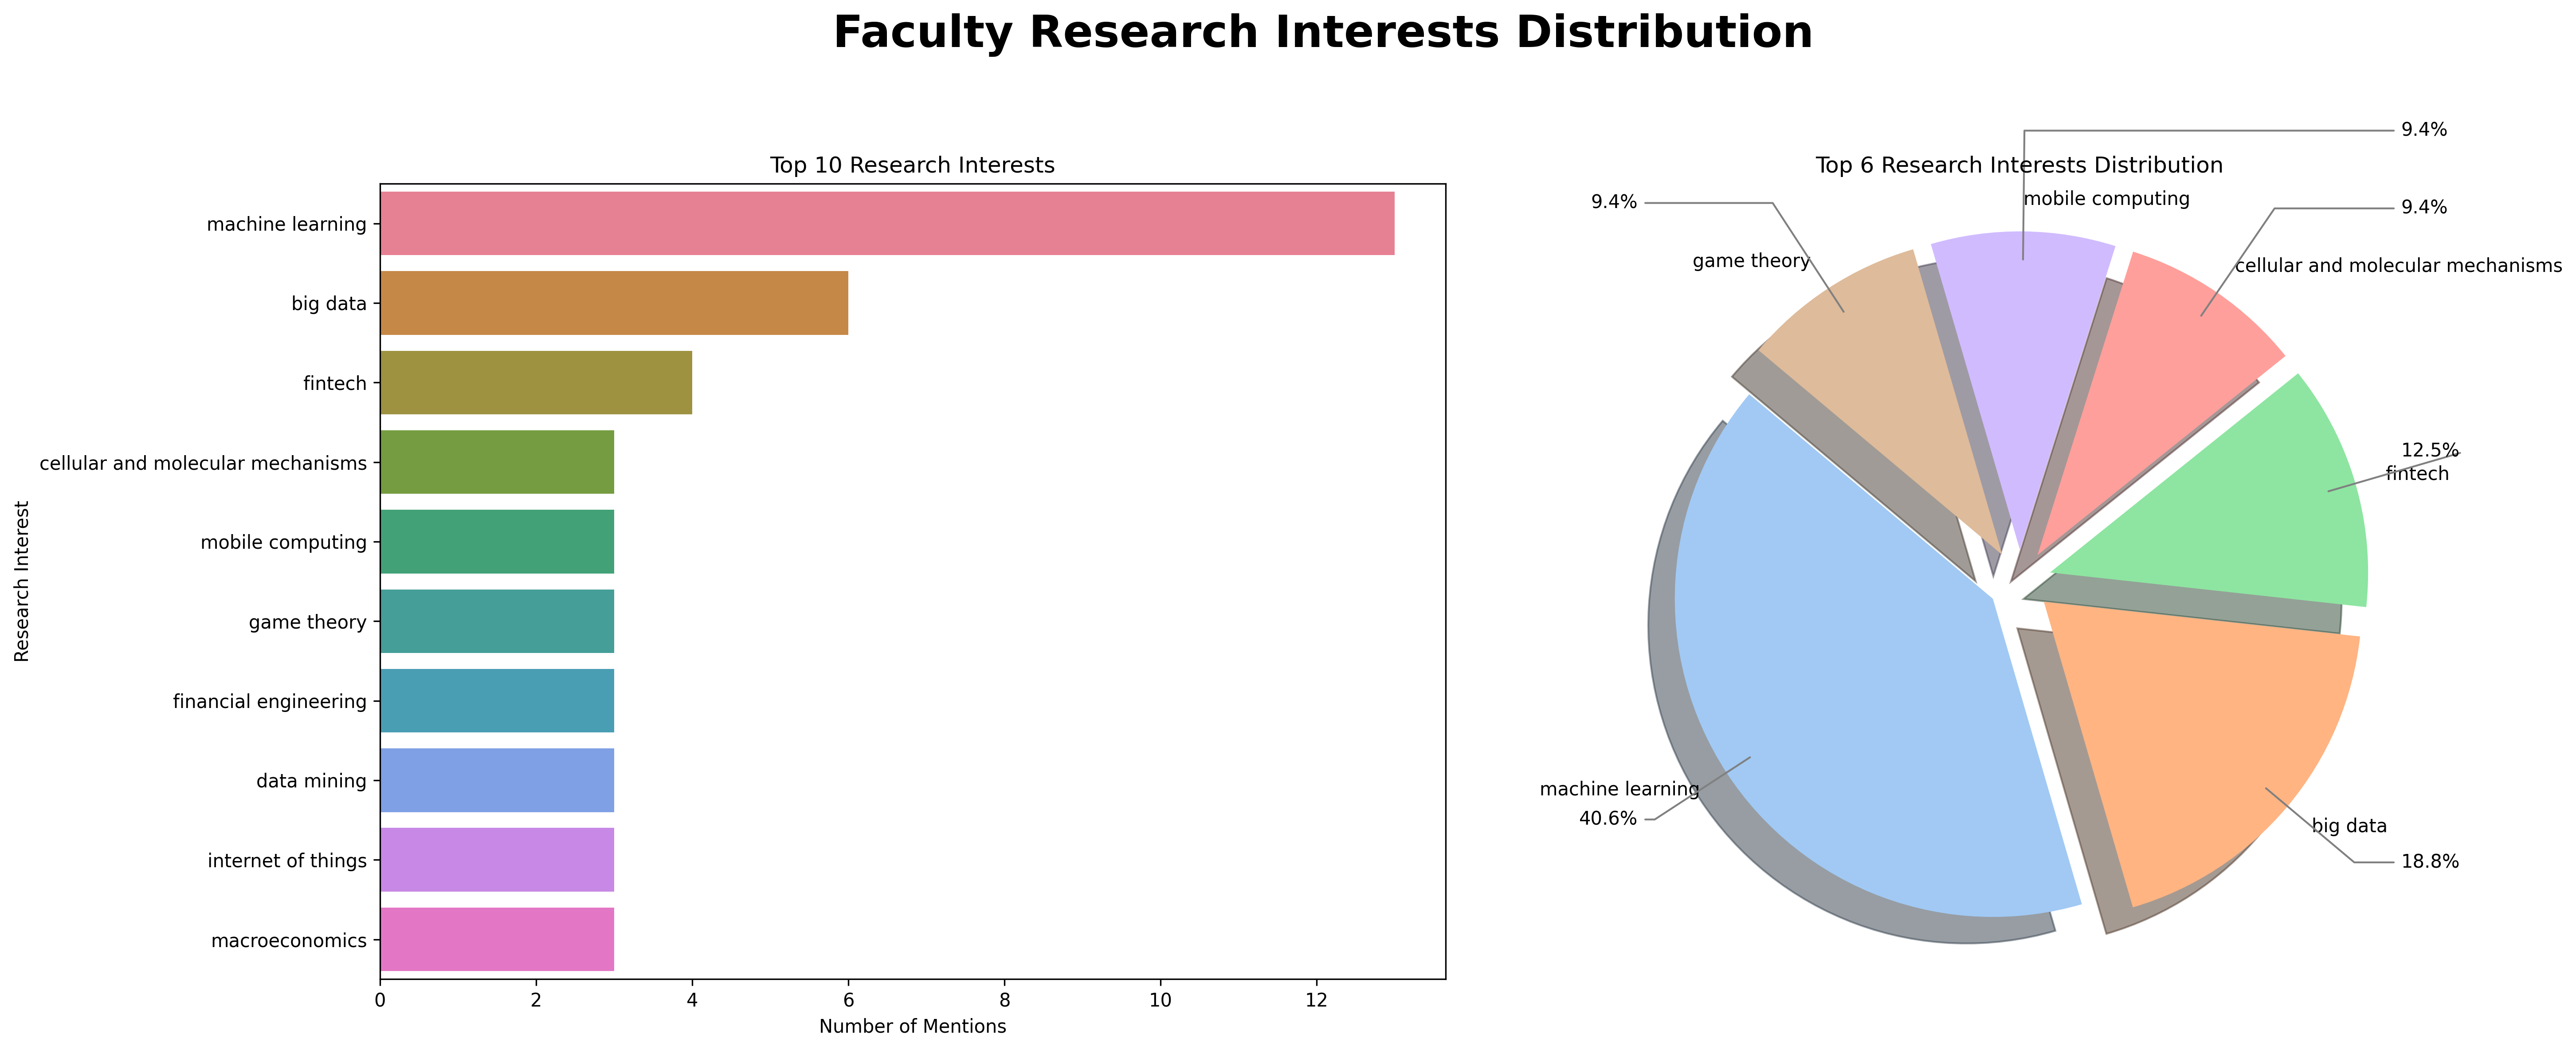 Faculty Research Interests Distribution
Top 10 Research Interests
Research Interest
machine learning
big data
fintech
cellular and molecular mechanisms
mobile computing
game theory
financial engineering
data mining
internet of things
macroeconomics
0 2 4 6 8 10 12
Number of Mentions
Top 6 Research Interests Distribution
9.4%
mobile computing
9.4%
game theory
9.4%
cellular and molecular mechanisms
12.5%
fintech
machine learning
40.6%
big data
18.8%